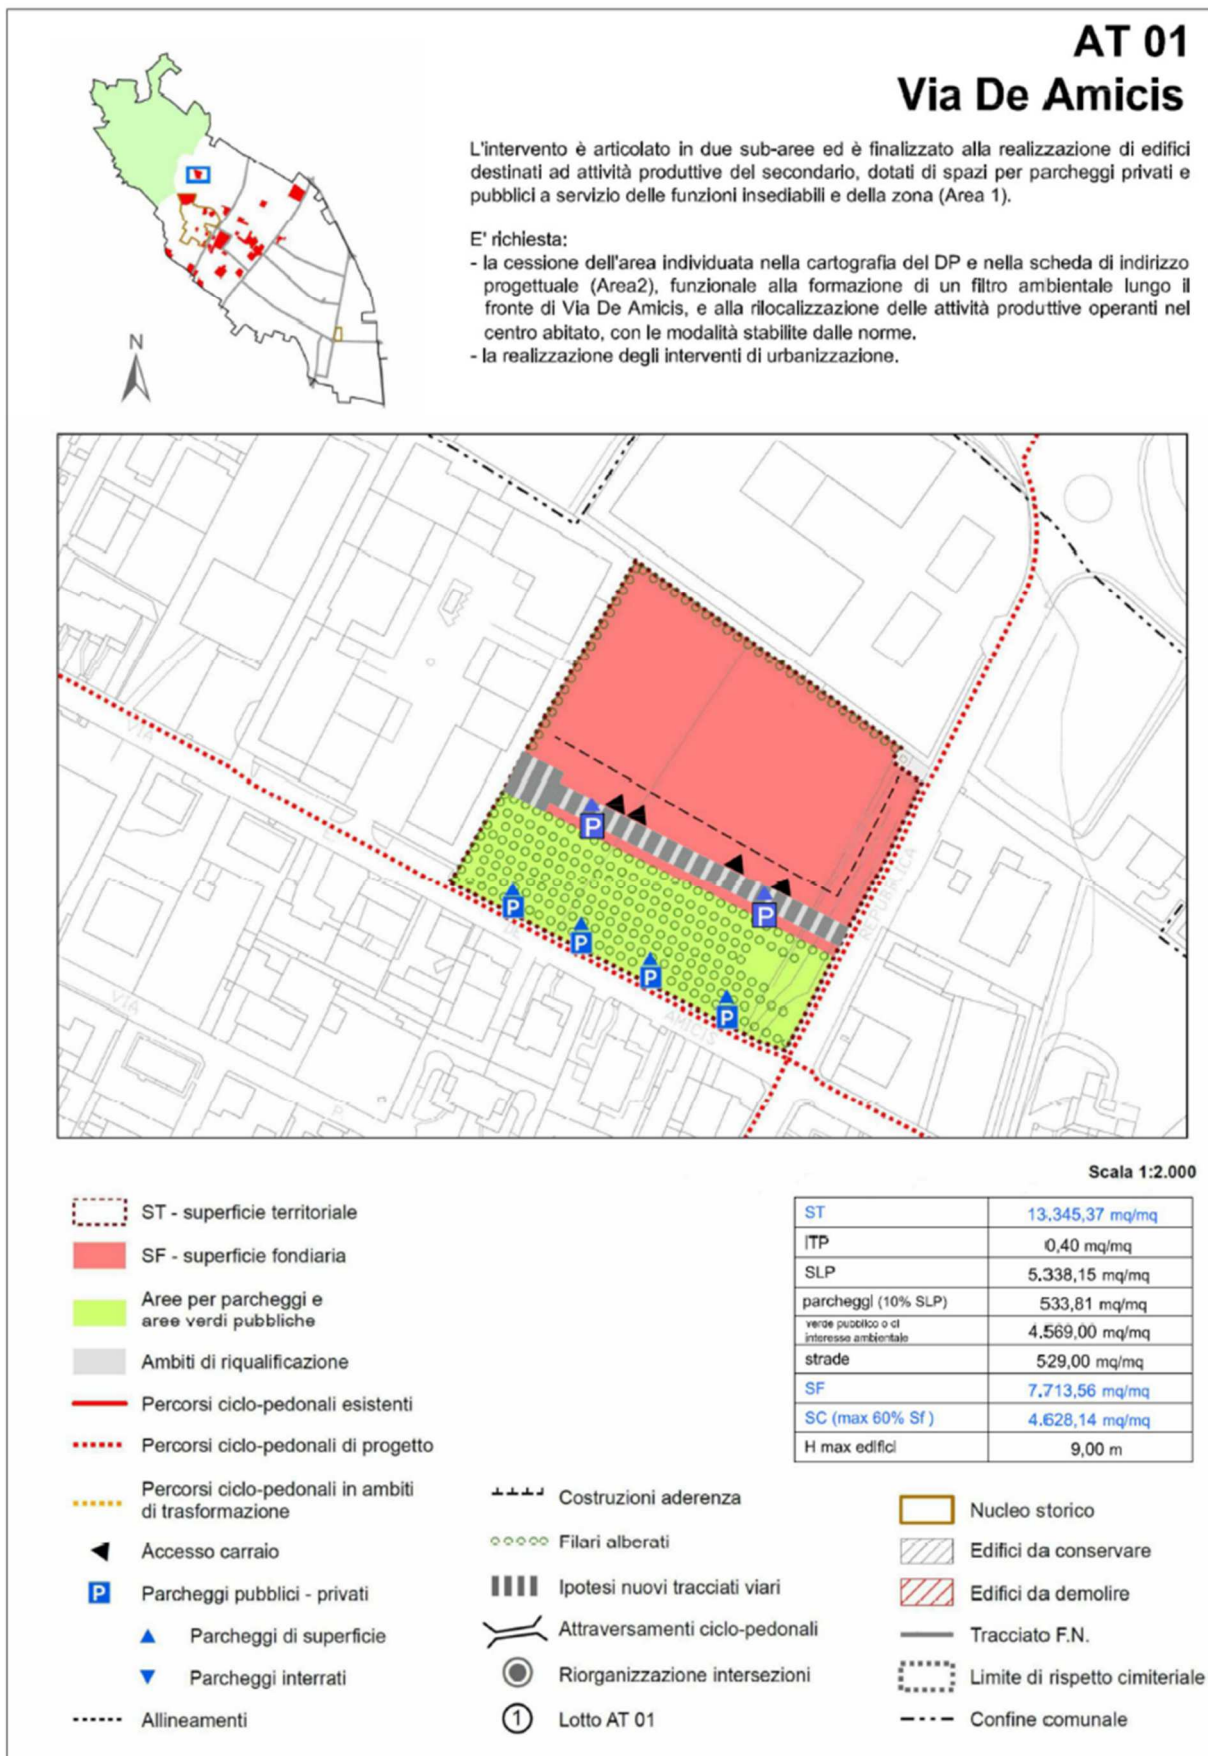 AT 01
Via De Amicis
L'intervento è articolato in due sub-aree ed è finalizzato alla realizzazione di edifici
destinati ad attività produttive del secondario, dotati di spazi per parcheggi privati e
pubblici a servizio delle funzioni insediabili e della zona (Area 1).
E' richiesta:
- la cessione dell'area individuata nella cartografia del DP e nella scheda di indirizzo
progettuale (Area2), funzionale alla formazione di un filtro ambientale lungo il
fronte di Via De Amicis, e alla rilocalizzazione delle attività produttive operanti nel
centro abitato, con le modalità stabilite dalle norme.
- la realizzazione degli interventi di urbanizzazione.
N
VIA
REPUBBLICA
P
P
P
P
P
P
DE
AMICIS
VIA
Scala 1:2.000
ST 13.345,37 mq/mq
ITP 0,40 mq/mq
SLP 5.338,15 mq/mq
parcheggi (10% SLP) 533,81 mq/mq
verde pubblico o di
interesse ambientale 4.569,00 mq/mq
strade 529,00 mq/mq
SF 7.713,56 mq/mq
SC (max 60% Sf ) 4.628,14 mq/mq
H max edifici 9,00 m
ST - superficie territoriale
SF - superficie fondiaria
Aree per parcheggi e
aree verdi pubbliche
Ambiti di riqualificazione
Percorsi ciclo-pedonali esistenti
Percorsi ciclo-pedonali di progetto
Percorsi ciclo-pedonali in ambiti
di trasformazione
Accesso carraio
P Parcheggi pubblici - privati
Parcheggi di superficie
Parcheggi interrati
Allineamenti
Costruzioni aderenza
Filari alberati
Ipotesi nuovi tracciati viari
Attraversamenti ciclo-pedonali
Riorganizzazione intersezioni
1 Lotto AT 01
Nucleo storico
Edifici da conservare
Edifici da demolire
Tracciato F.N.
Limite di rispetto cimiteriale
Confine comunale